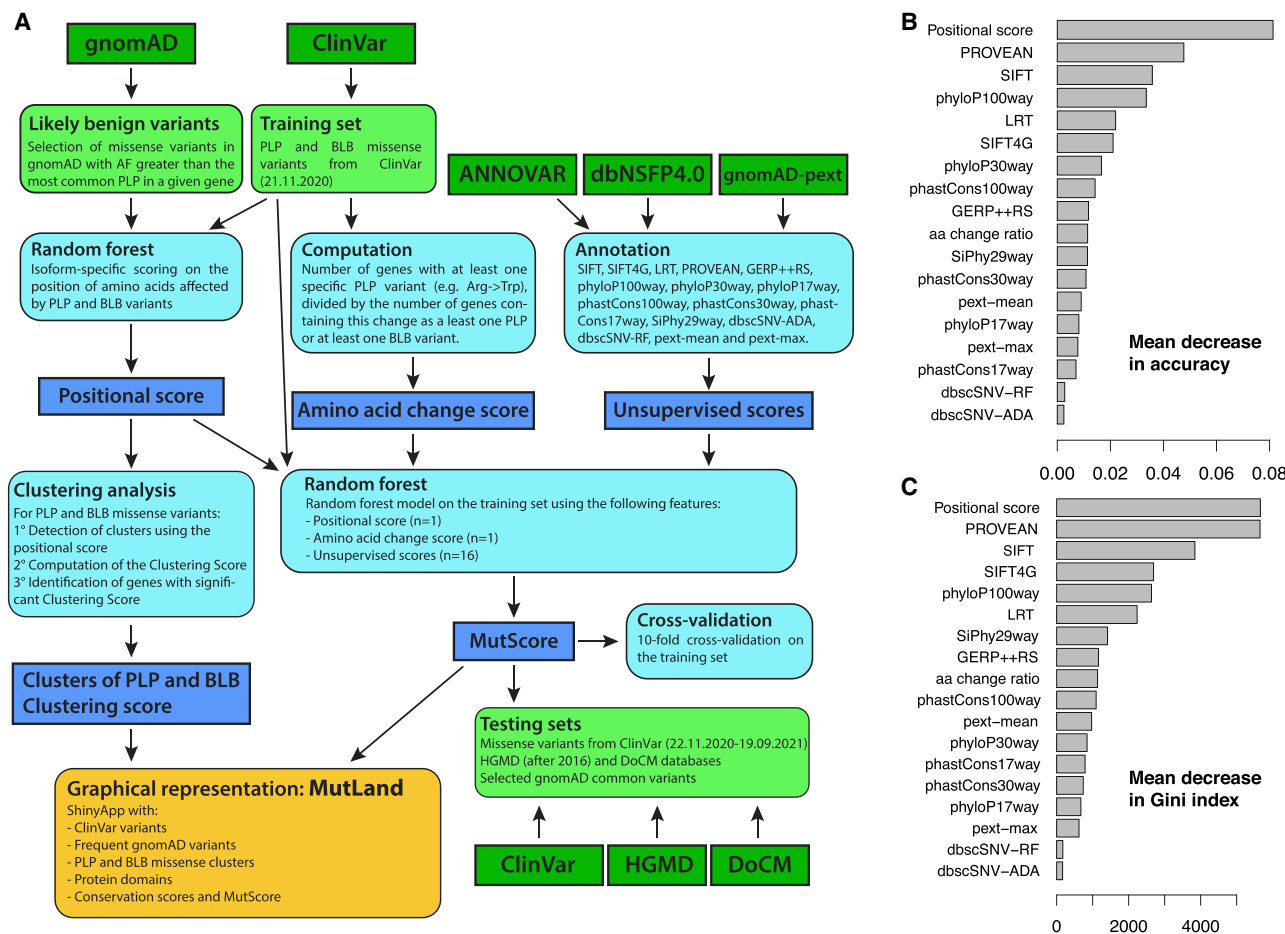 A
gnomAD
ClinVar
Likely benign variants
Selection of missense variants in
gnomAD with AF greater than the
most common PLP in a given gene
Training set
PLP and BLB missense
variants from ClinVar
(21.11.2020)
ANNOVAR
dbNSFP4.0
gnomAD-pext
Random forest
Isoform-specific scoring on the
position of amino acids affected
by PLP and BLB variants
Computation
Number of genes with at least one
specific PLP variant (e.g. Arg->Trp),
divided by the number of genes con-
taining this change as a least one PLP
or at least one BLB variant.
Annotation
SIFT, SIFT4G, LRT, PROVEAN, GERP++RS,
phyloP100way, phyloP30way, phyloP17way,
phastCons100way, phastCons30way, phast-
Cons17way, SiPhy29way, dbscSNV-ADA,
dbscSNV-RF, pext-mean and pext-max.
Positional score
Amino acid change score
Unsupervised scores
Clustering analysis
For PLP and BLB missense variants:
1° Detection of clusters using the
positional score
2° Computation of the Clustering Score
3° Identification of genes with signifi-
cant Clustering Score
Random forest
Random forest model on the training set using the following features:
- Positional score (n=1)
- Amino acid change score (n=1)
- Unsupervised scores (n=16)
MutScore
Cross-validation
10-fold cross-validation on
the training set
Clusters of PLP and BLB
Clustering score
Testing sets
Missense variants from ClinVar (22.11.2020-19.09.2021)
HGMD (after 2016) and DoCM databases
Selected gnomAD common variants
Graphical representation: MutLand
ShinyApp with:
- ClinVar variants
- Frequent gnomAD variants
- PLP and BLB missense clusters
- Protein domains
- Conservation scores and MutScore
ClinVar
HGMD
DoCM
B
Positional score
PROVEAN
SIFT
phyloP100way
LRT
SIFT4G
phyloP30way
phastCons100way
GERP++RS
aa change ratio
SiPhy29way
phastCons30way
pext−mean
phyloP17way
pext−max
phastCons17way
dbscSNV−RF
dbscSNV−ADA
Mean decrease
in accuracy
0.00 0.02 0.04 0.06 0.08
C
Positional score
PROVEAN
SIFT
SIFT4G
phyloP100way
LRT
SiPhy29way
GERP++RS
aa change ratio
phastCons100way
pext−mean
phyloP30way
phastCons17way
phastCons30way
phyloP17way
pext−max
dbscSNV−RF
dbscSNV−ADA
Mean decrease
in Gini index
0 2000 4000